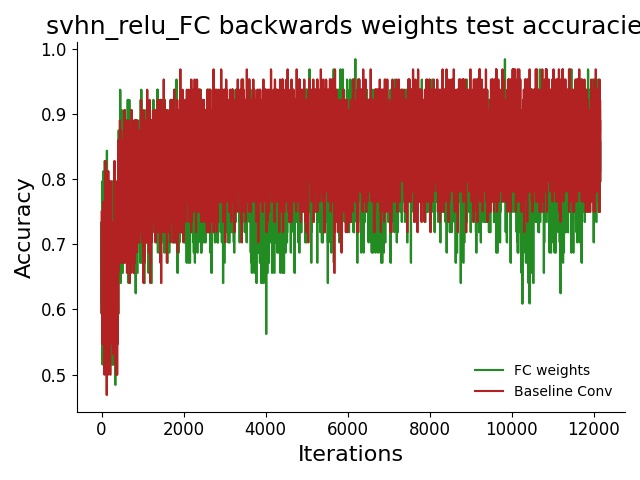 svhn_relu_FC backwards weights test accuracie
1.0
0.9
0.8
0.7
0.6
0.5
Accuracy
0
2000
4000
6000
8000
10000
12000
Iterations
FC weights
Baseline Conv